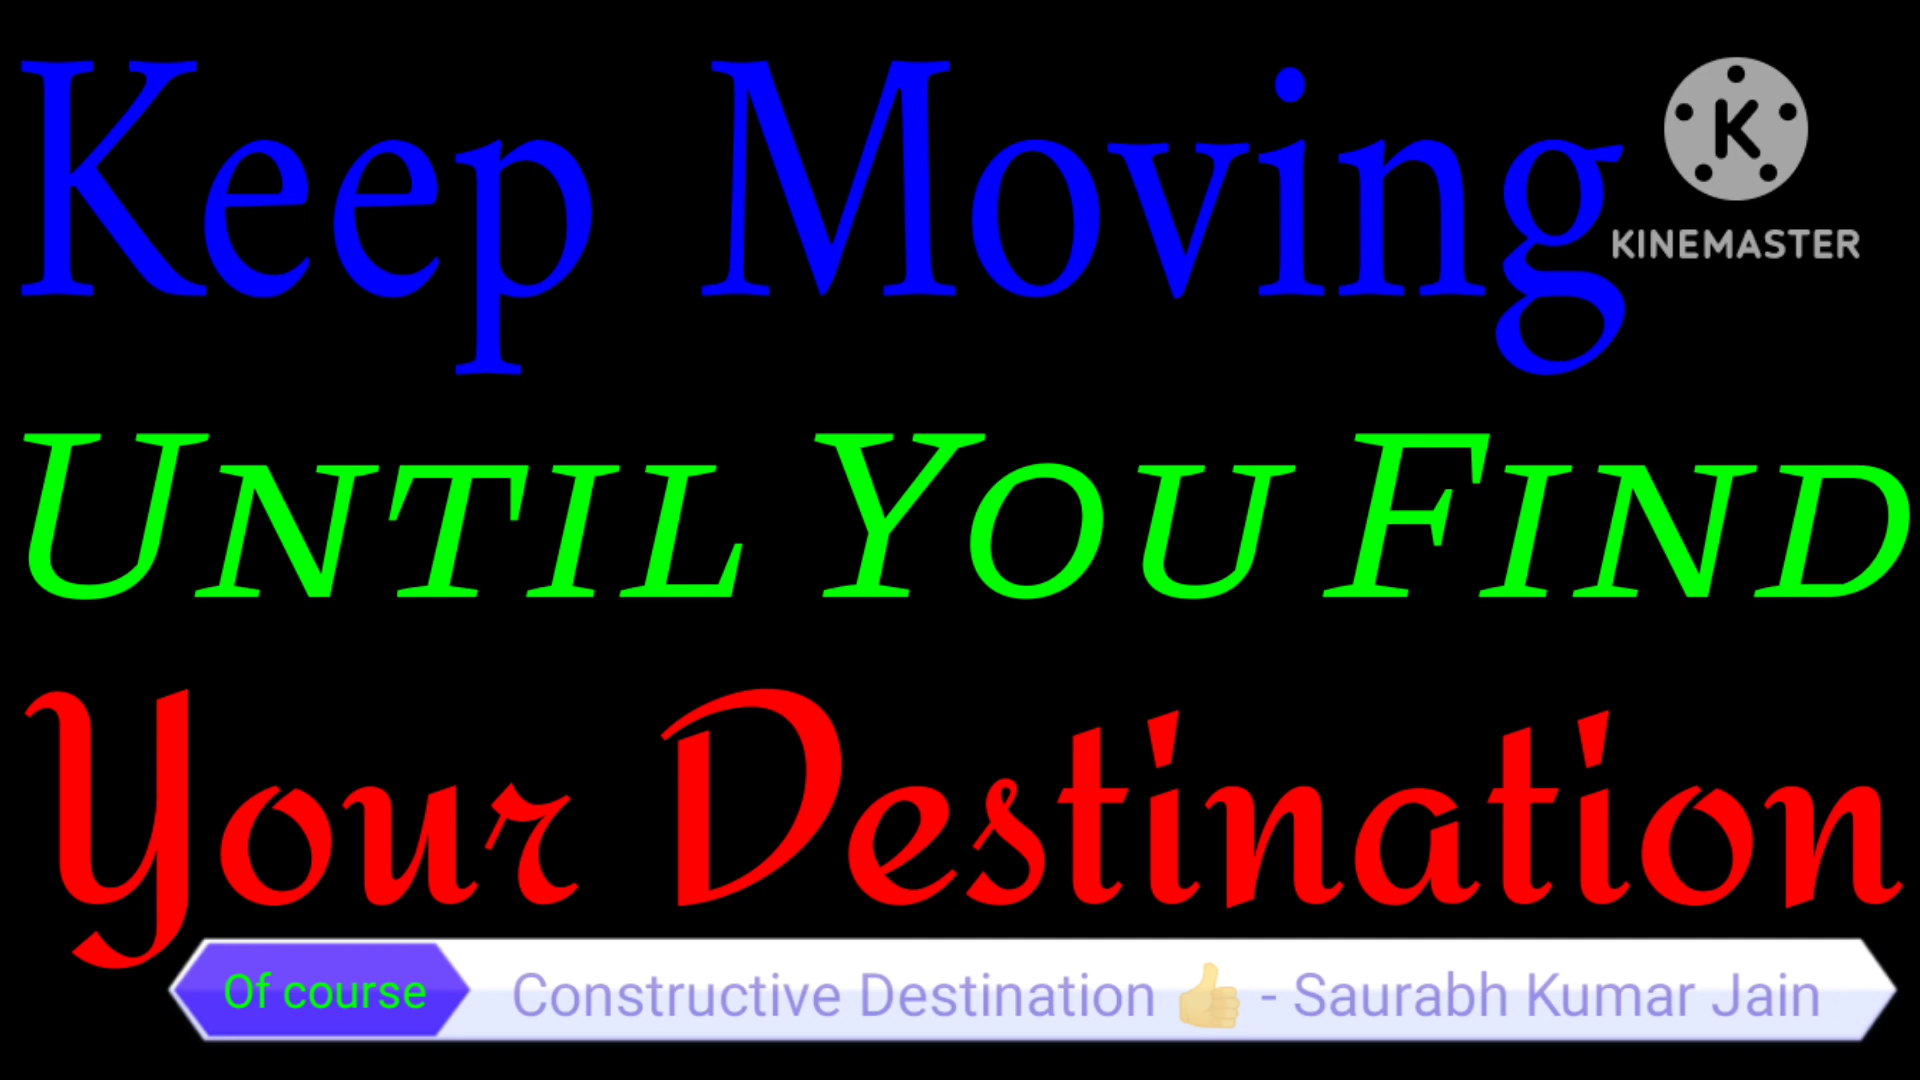 Keep Moving
KINEMASTER
UNTIL YOU FIND
Your Destination
Of course
Constructive Destination 👍 - Saurabh Kumar Jain